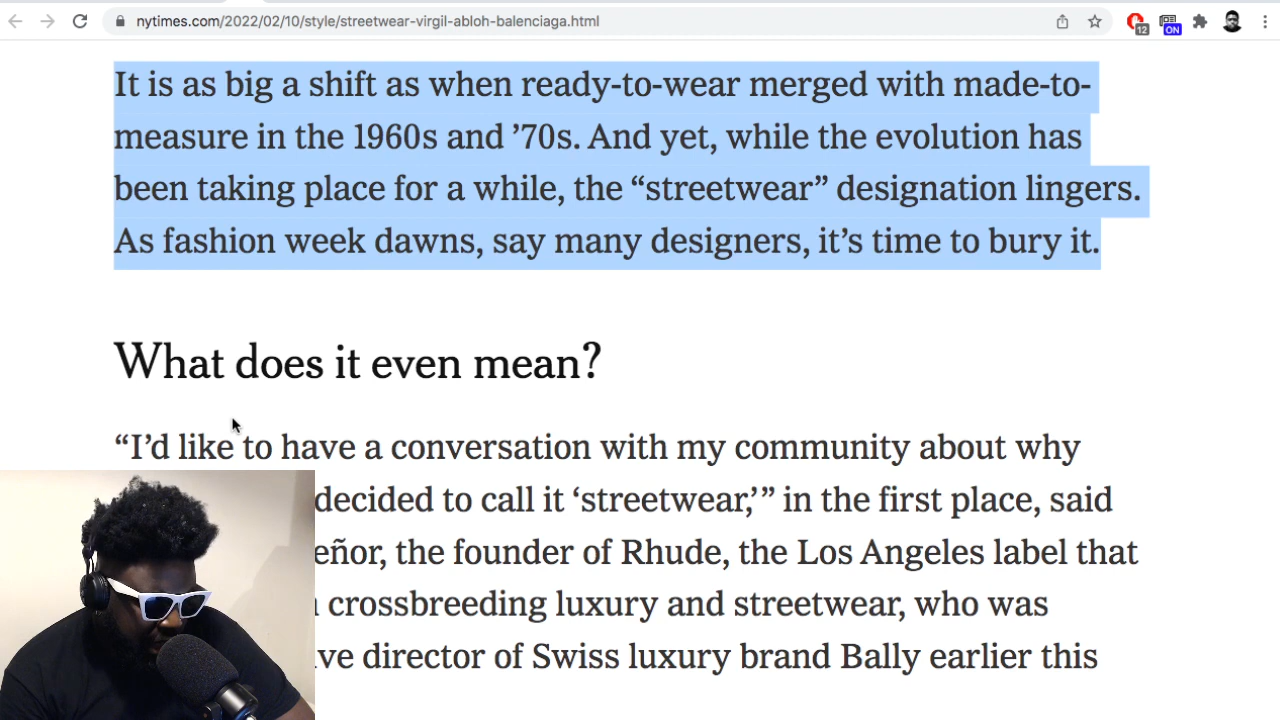 nytimes.com/2022/02/10/style/streetwear-virgil-abloh-balenciaga.html
12
ON
It is as big a shift as when ready-to-wear merged with made-to-
measure in the 1960s and ’70s. And yet, while the evolution has
been taking place for a while, the “streetwear” designation lingers.
As fashion week dawns, say many designers, it’s time to bury it.
What does it even mean?
“I’d like to have a conversation with my community about why
decided to call it ‘streetwear,’” in the first place, said
eñor, the founder of Rhude, the Los Angeles label that
crossbreeding luxury and streetwear, who was
ve director of Swiss luxury brand Bally earlier this